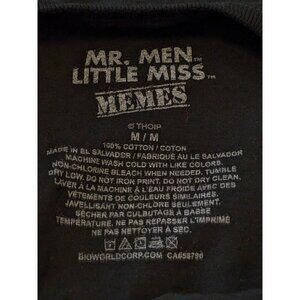 MR. MEN™
LITTLE MISS™
MEMES
© THOIP
M / M
100% COTTON / COTON
MADE IN EL SALVADOR / FABRIQUÉ AU LE SALVADOR
MACHINE WASH COLD WITH LIKE COLORS.
NON-CHLORINE BLEACH WHEN NEEDED. TUMBLE
DRY LOW. DO NOT IRON PRINT. DO NOT DRY CLEAN.
LAVER À LA MACHINE À L'EAU FROIDE AVEC DES
VÊTEMENTS DE COULEURS SIMILAIRES.
JAVELLISANT NON-CHLORE SEULEMENT.
SÉCHER PAR CULBUTAGE À BASSE
TEMPÉRATURE. NE PAS REPASSER L'IMPRIMÉ
NE PAS NETTOYER À SEC.
BIOWORLDCORP.COM